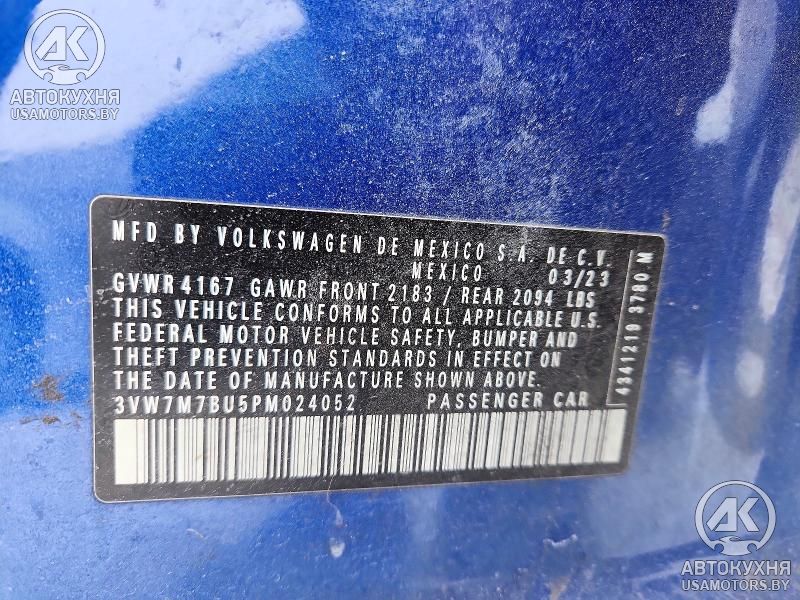 АК
АВТОКУХНЯ
USAMOTORS.BY
MFD BY VOLKSWAGEN DE MEXICO S.A. DE C.V.
MEXICO 03/23
GVWR 4167 GAWR FRONT 2183 / REAR 2094 LBS
THIS VEHICLE CONFORMS TO ALL APPLICABLE U.S.
FEDERAL MOTOR VEHICLE SAFETY, BUMPER AND
THEFT PREVENTION STANDARDS IN EFFECT ON
THE DATE OF MANUFACTURE SHOWN ABOVE.
3VW7M7BU5PM024052 PASSENGER CAR
4341219 3780 M
АК
АВТОКУХНЯ
USAMOTORS.BY